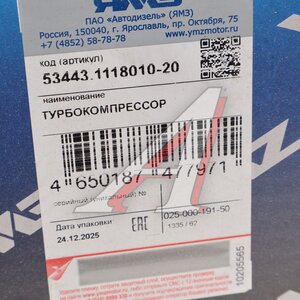 ЯМЗ
ПАО «Автодизель» (ЯМЗ)
Россия, 150040, г. Ярославль, пр. Октября, 75
+7 (4852) 58-78-78
www.ymzmotor.ru
код (артикул)
53443.1118010-20
наименование
ТУРБОКОМПРЕССОР
4 650187 477971
серийный (уникальный) №
Дата упаковки
24.12.2025
EAC
025-000-191-50
1335 / 62
10205565